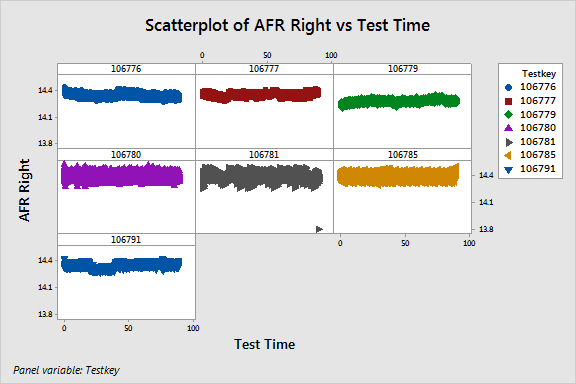 Scatterplot of AFR Right vs Test Time
0 50 100
106776 106777 106779
14.4
14.1
13.8
106780 106781 106785
14.4
14.1
13.8
0 50 100
106791
14.4
14.1
13.8
0 50 100
AFR Right
Test Time
Testkey
106776
106777
106779
106780
106781
106785
106791
Panel variable: Testkey